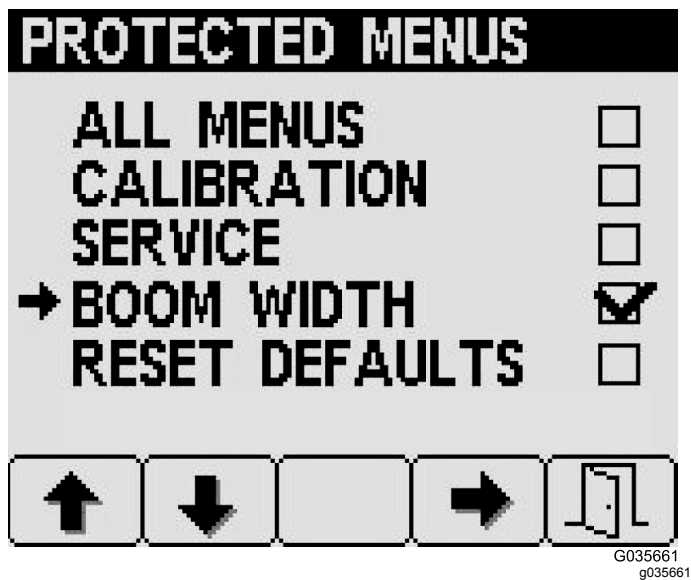 PROTECTED MENUS
ALL MENUS
CALIBRATION
SERVICE
BOOM WIDTH
RESET DEFAULTS
G035661
g035661